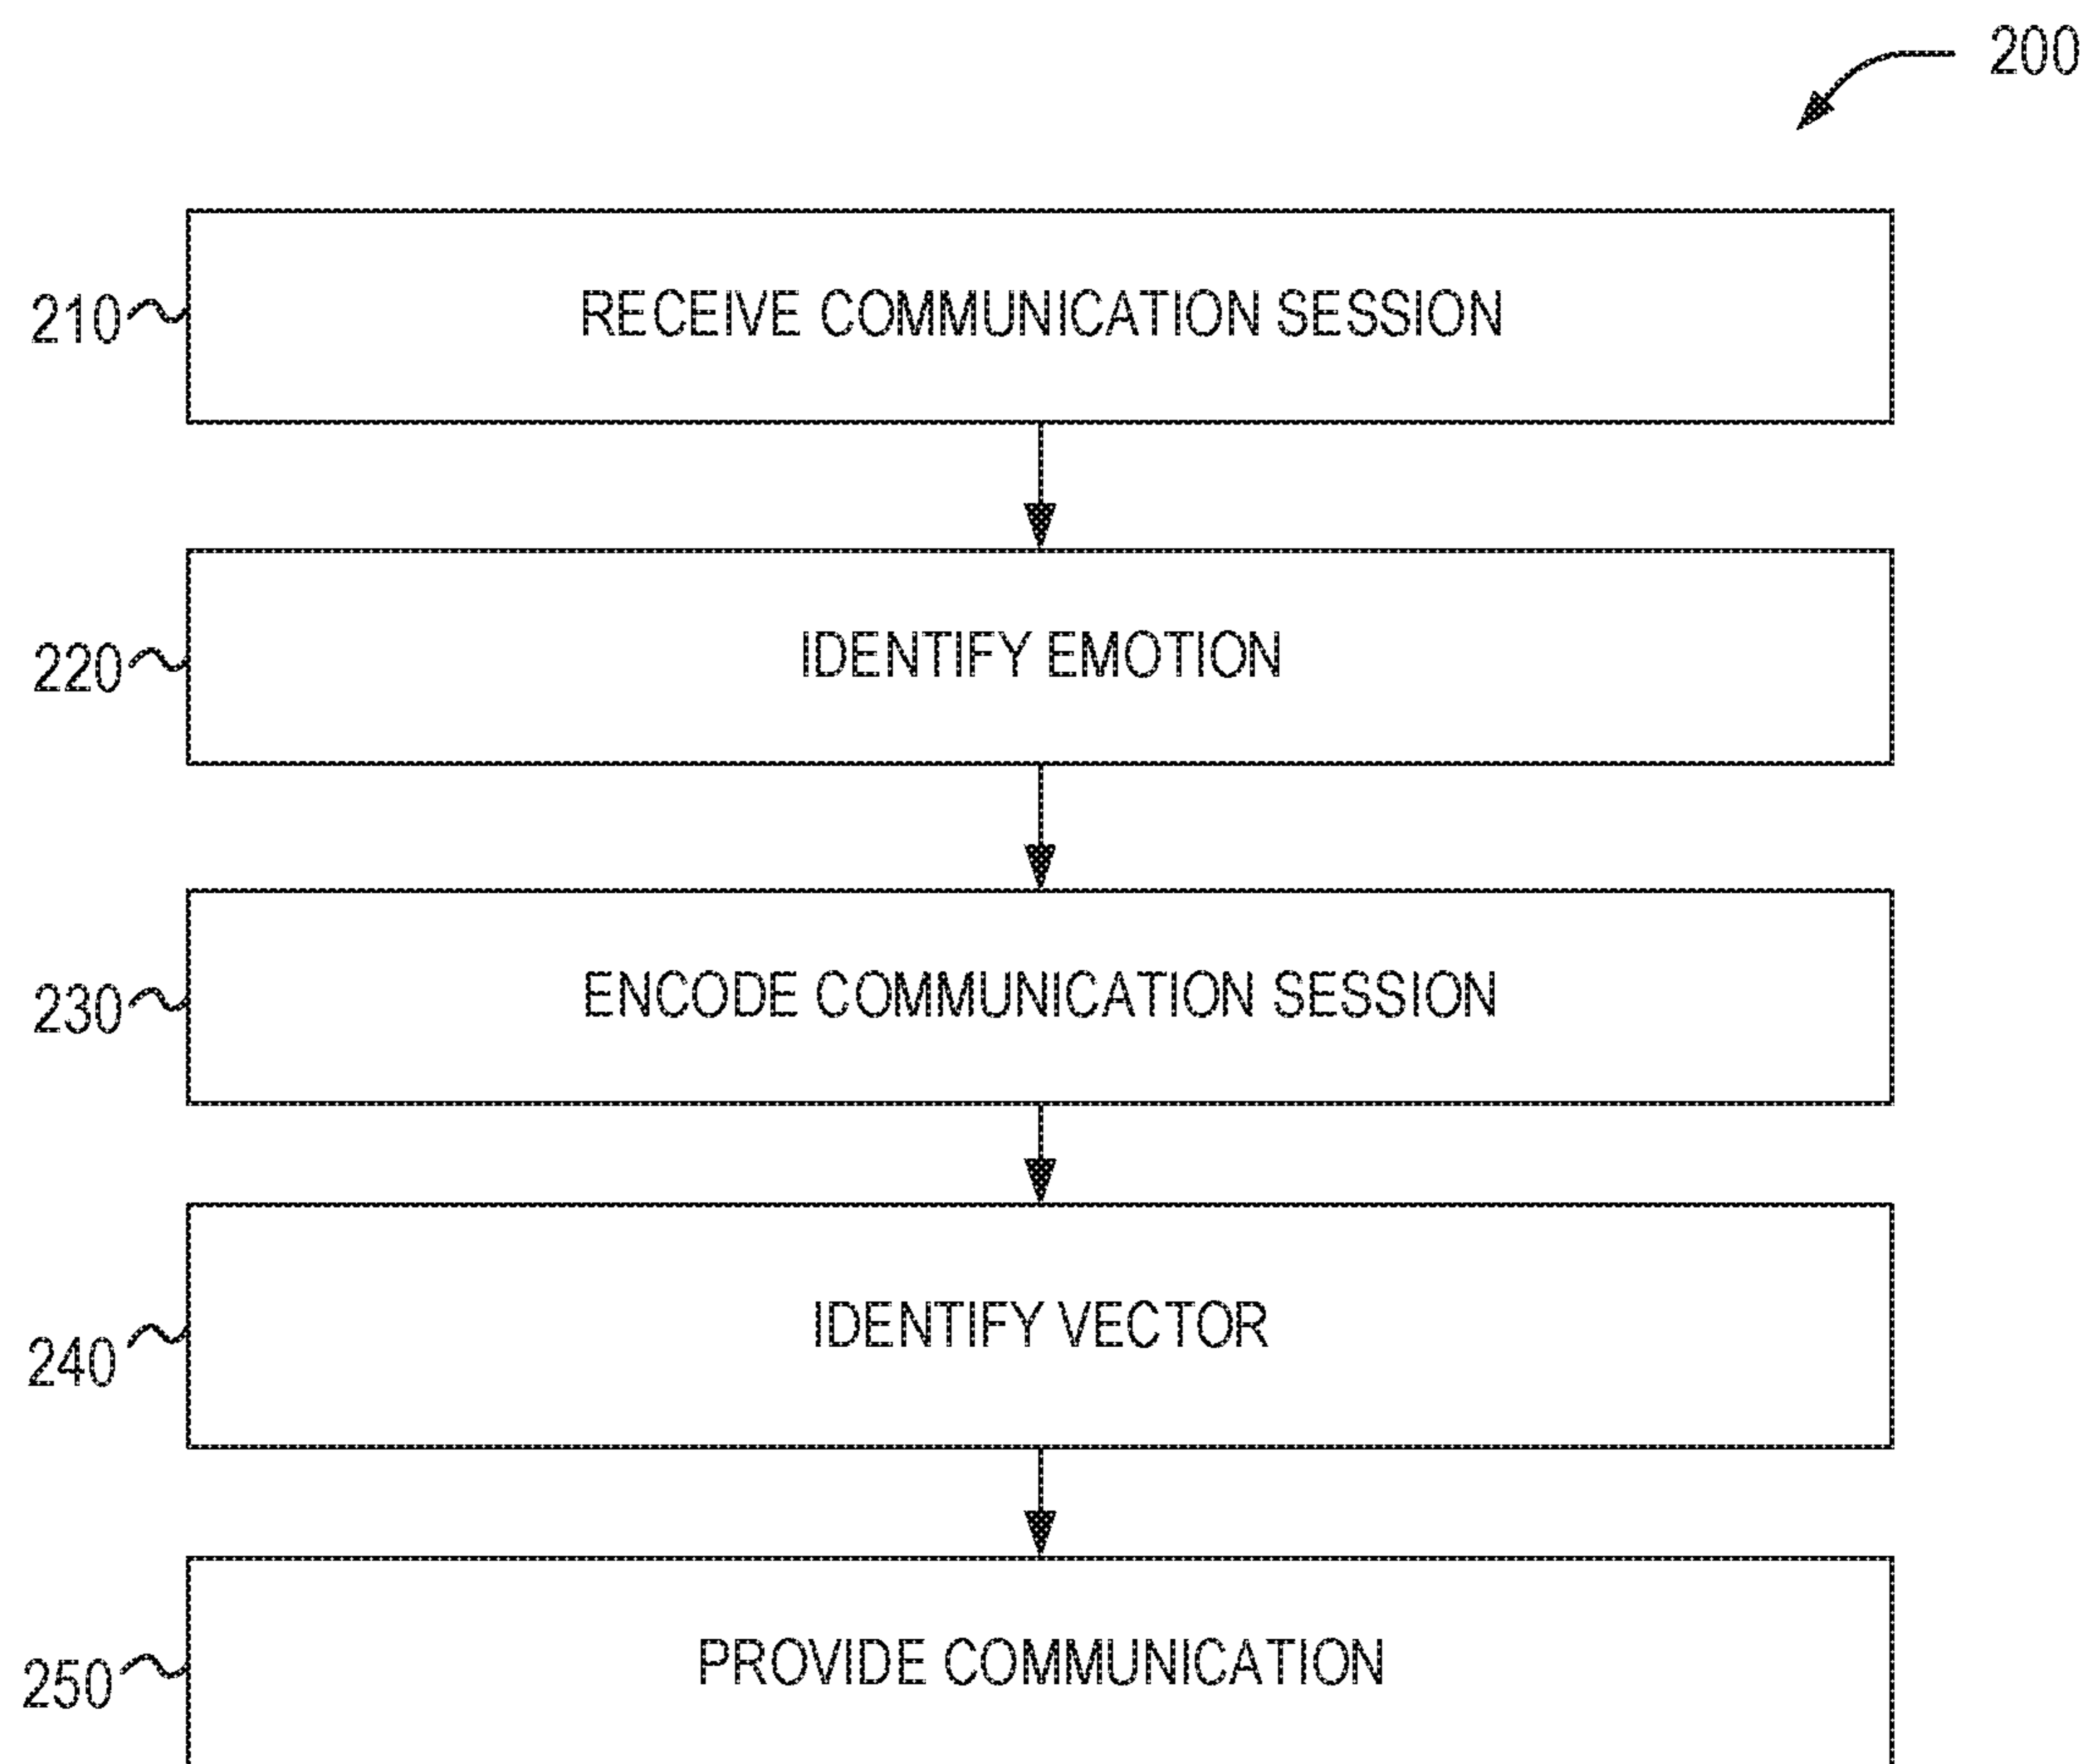 200
210 RECEIVE COMMUNICATION SESSION
220 IDENTIFY EMOTION
230 ENCODE COMMUNICATION SESSION
240 IDENTIFY VECTOR
250 PROVIDE COMMUNICATION